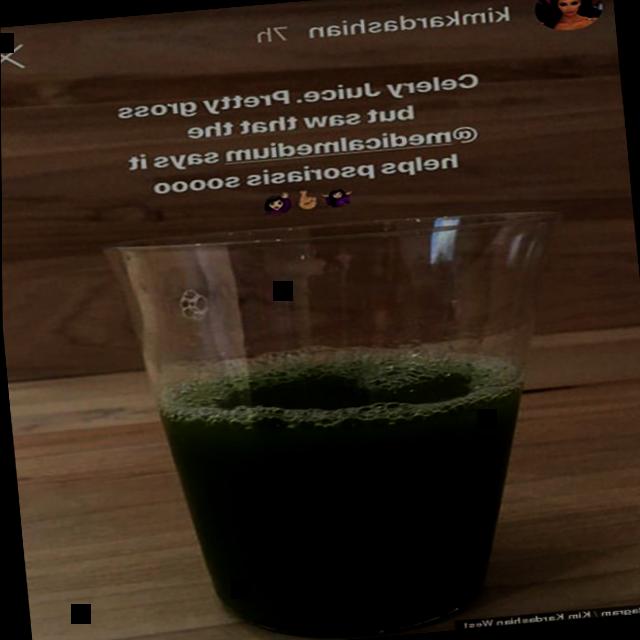 kimkardashian 7h
Celery Juice. Pretty gross
but saw that the
@medicalmedium says it
helps psoriasis soooo
Kim Kardashian West